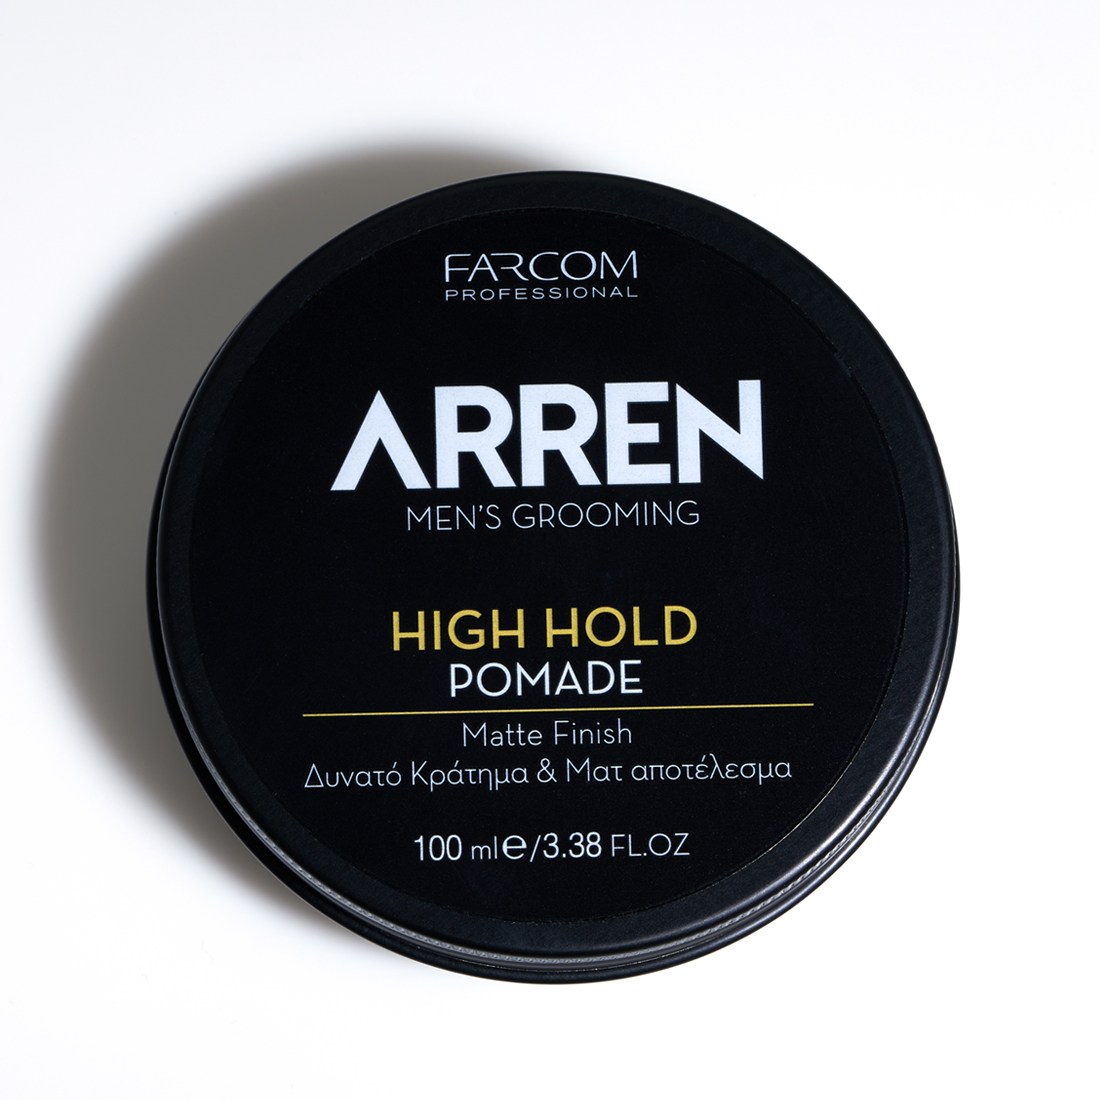 FARCOM
PROFESSIONAL
ARREN
MEN'S GROOMING
HIGH HOLD
POMADE
Matte Finish
Δυνατό Κράτημα & Ματ αποτέλεσμα
100 ml℮/3.38 FL.OZ